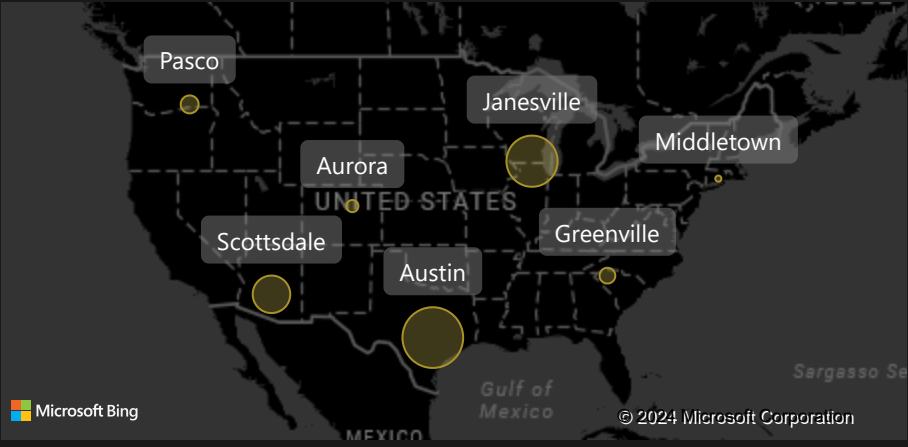 Pasco
Janesville
Middletown
Aurora
UNITED STATES
Greenville
Scottsdale
Austin
Sargasso Se
Gulf of
Mexico
Microsoft Bing
© 2024 Microsoft Corporation
MEXICO